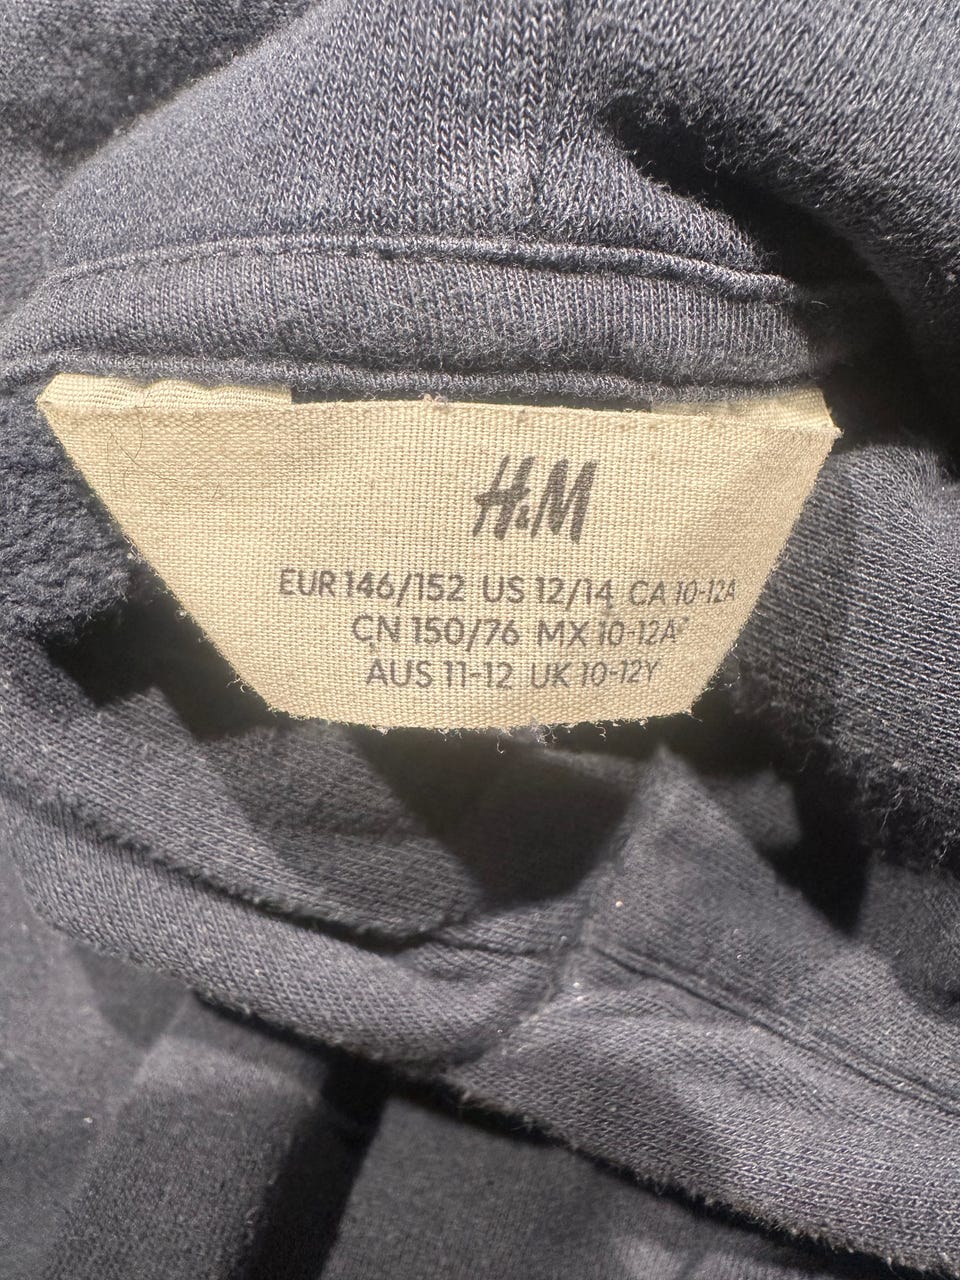 H&M
EUR 146/152 US 12/14 CA 10-12A
CN 150/76 MX 10-12A
AUS 11-12 UK 10-12Y